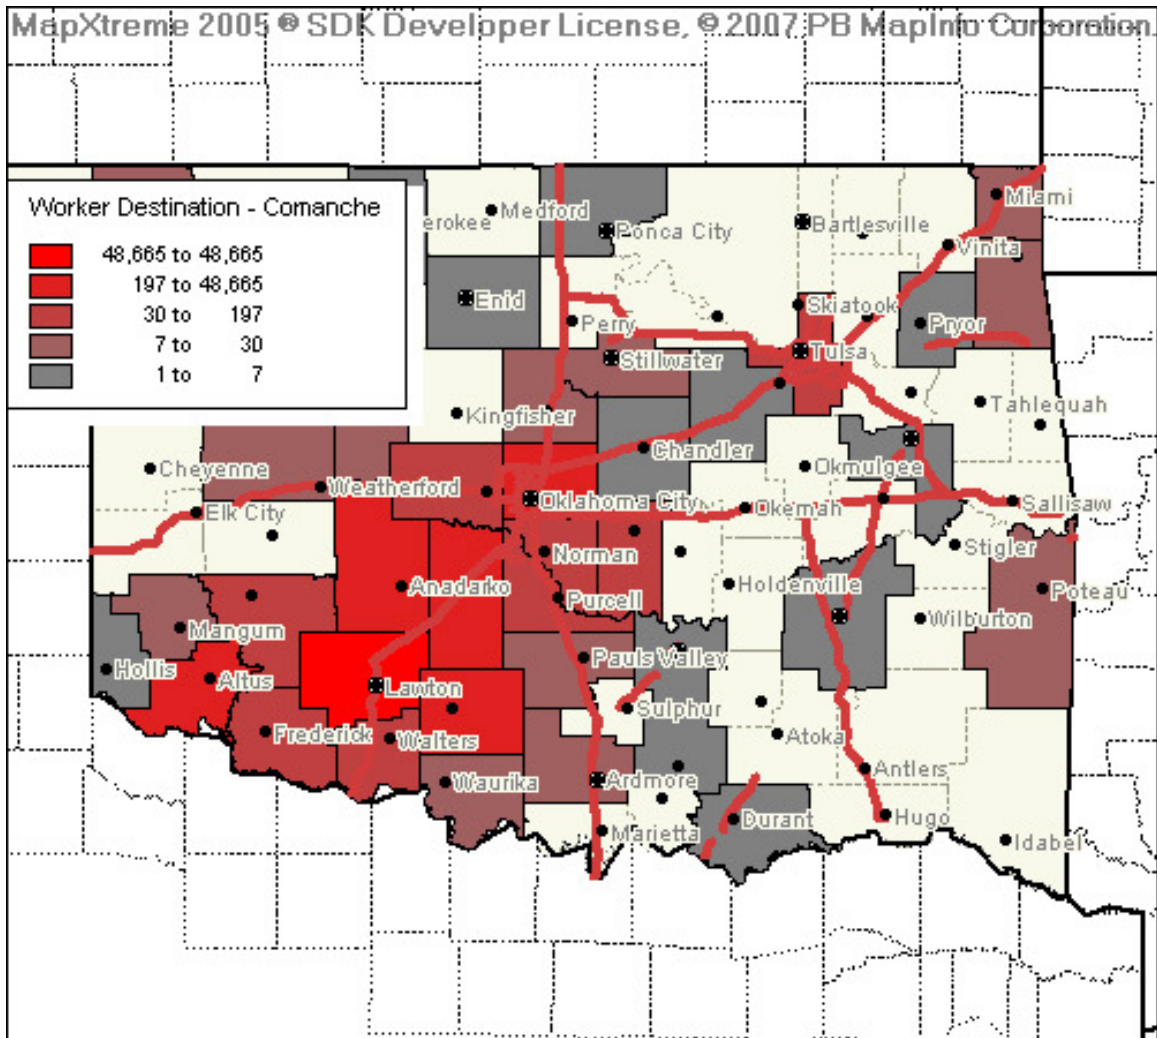 MapXtreme 2005 ® SDK Developer License, © 2007 PB MapInfo Corporation.
Worker Destination - Comanche
48,665 to 48,665
197 to 48,665
30 to 197
7 to 30
1 to 7
erokee
Medford
Ponca City
Bartlesville
Miami
Vinita
Enid
Perry
Skiatook
Pryor
Stillwater
Tulsa
Kingfisher
Tahlequah
Chandler
Cheyenne
Weatherford
Okmulgee
Elk City
Oklahoma City
Okemah
Sallisaw
Norman
Stigler
Anadarko
Purcell
Holdenville
Poteau
Mangum
Wilburton
Hollis
Altus
Lawton
Pauls Valley
Sulphur
Frederick
Walters
Atoka
Waurika
Ardmore
Antlers
Marietta
Durant
Hugo
Idabel